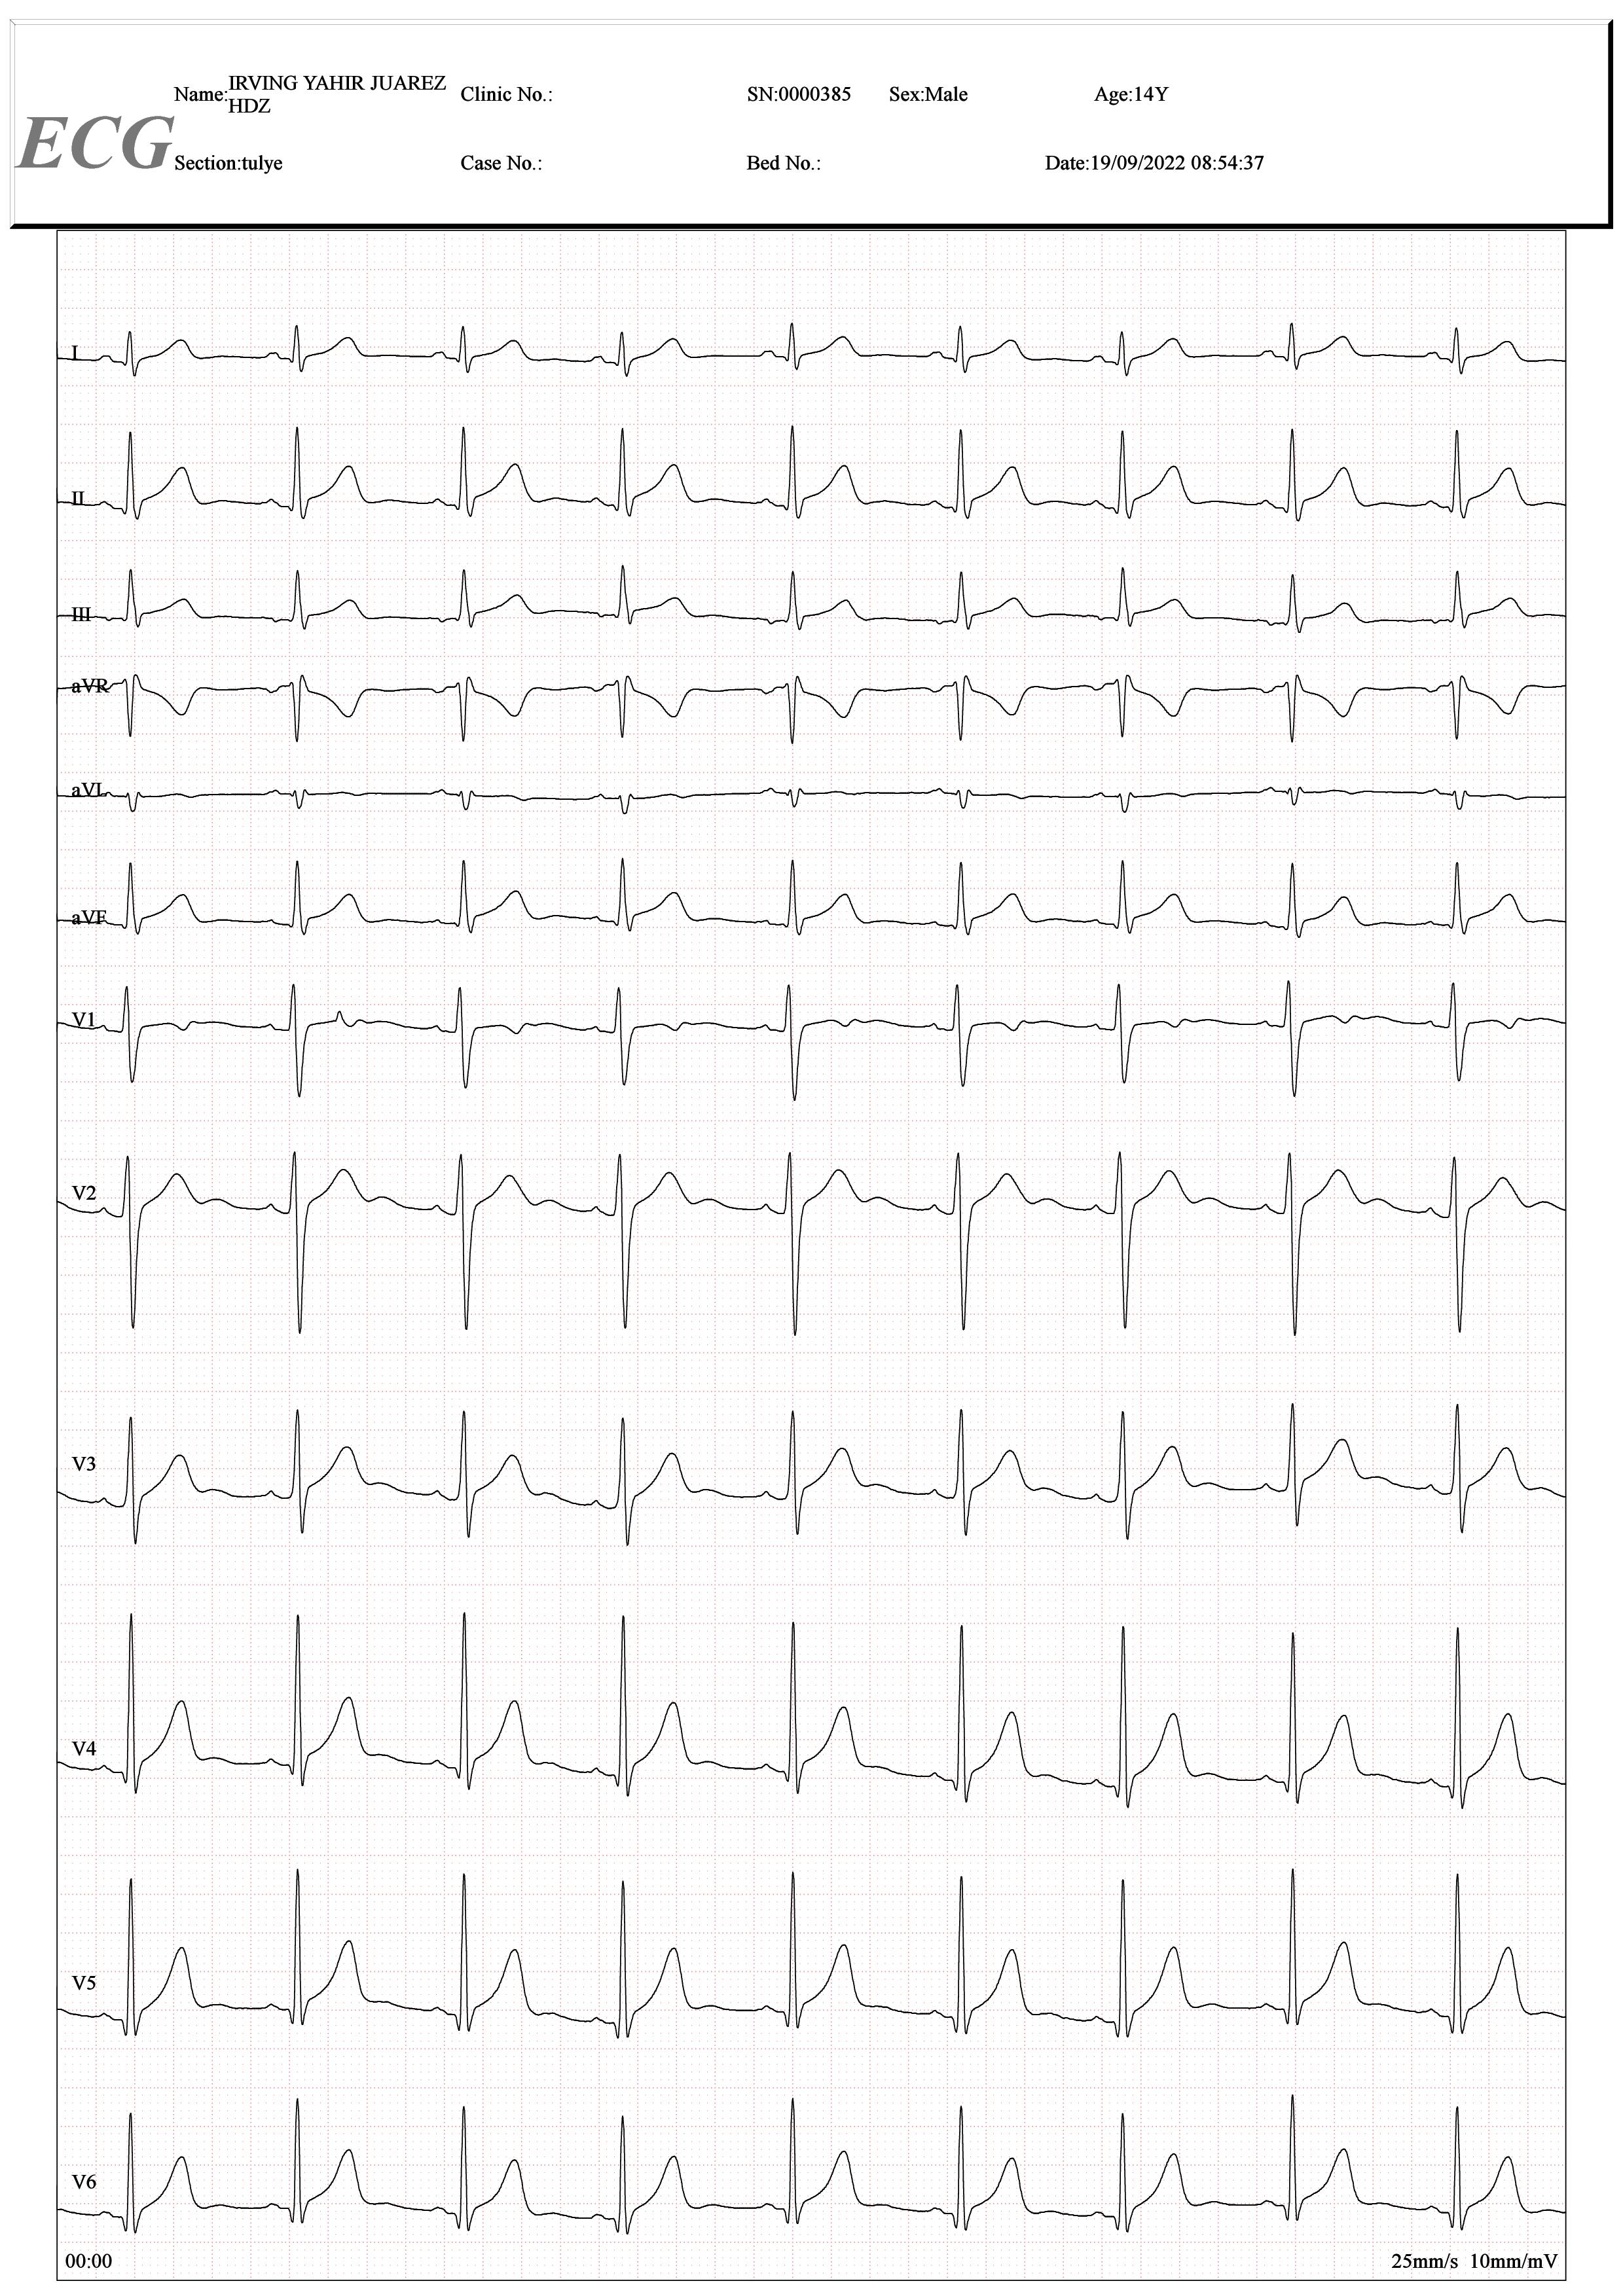 ECG
Name:IRVING YAHIR JUAREZ HDZ
Clinic No.:
SN:0000385
Sex:Male
Age:14Y
Section:tulye
Case No.:
Bed No.:
Date:19/09/2022 08:54:37
I
II
III
aVR
aVL
aVF
V1
V2
V3
V4
V5
V6
00:00
25mm/s 10mm/mV